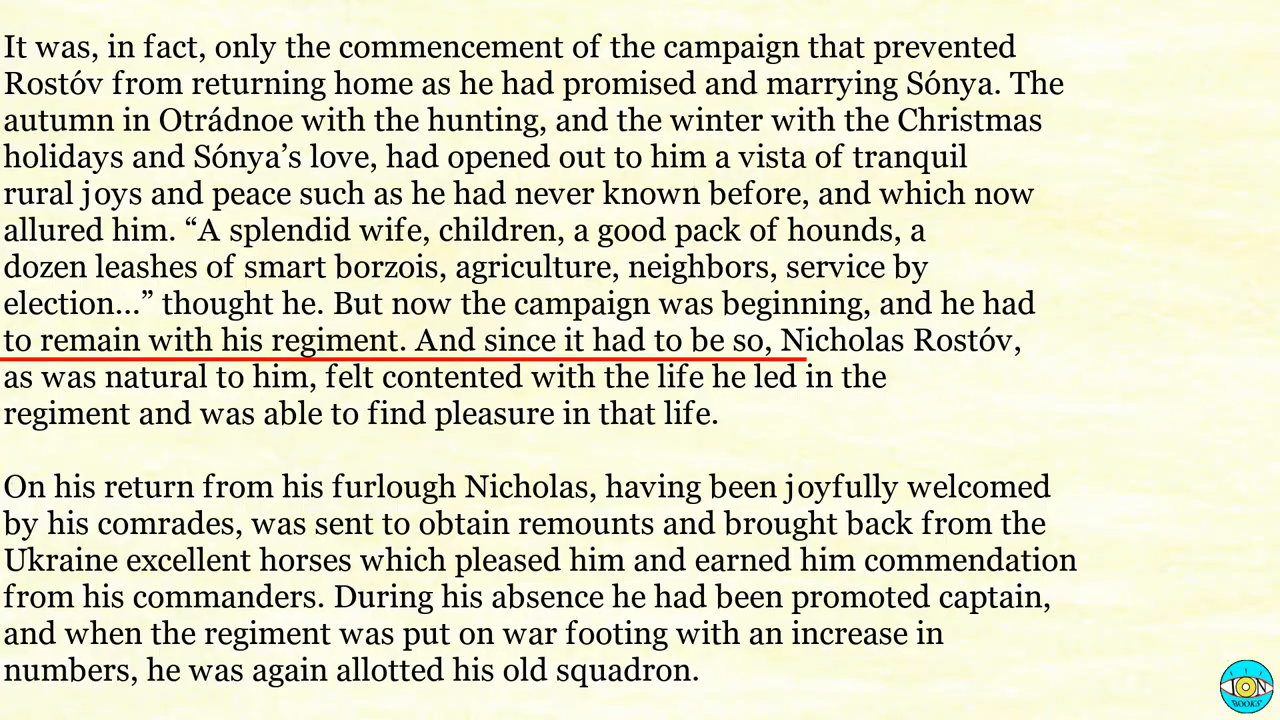 It was, in fact, only the commencement of the campaign that prevented
Rostóv from returning home as he had promised and marrying Sónya. The
autumn in Otrádnoe with the hunting, and the winter with the Christmas
holidays and Sónya’s love, had opened out to him a vista of tranquil
rural joys and peace such as he had never known before, and which now
allured him. “A splendid wife, children, a good pack of hounds, a
dozen leashes of smart borzois, agriculture, neighbors, service by
election...” thought he. But now the campaign was beginning, and he had
to remain with his regiment. And since it had to be so, Nicholas Rostóv,
as was natural to him, felt contented with the life he led in the
regiment and was able to find pleasure in that life.
On his return from his furlough Nicholas, having been joyfully welcomed
by his comrades, was sent to obtain remounts and brought back from the
Ukraine excellent horses which pleased him and earned him commendation
from his commanders. During his absence he had been promoted captain,
and when the regiment was put on war footing with an increase in
numbers, he was again allotted his old squadron.
ION
BOOKS